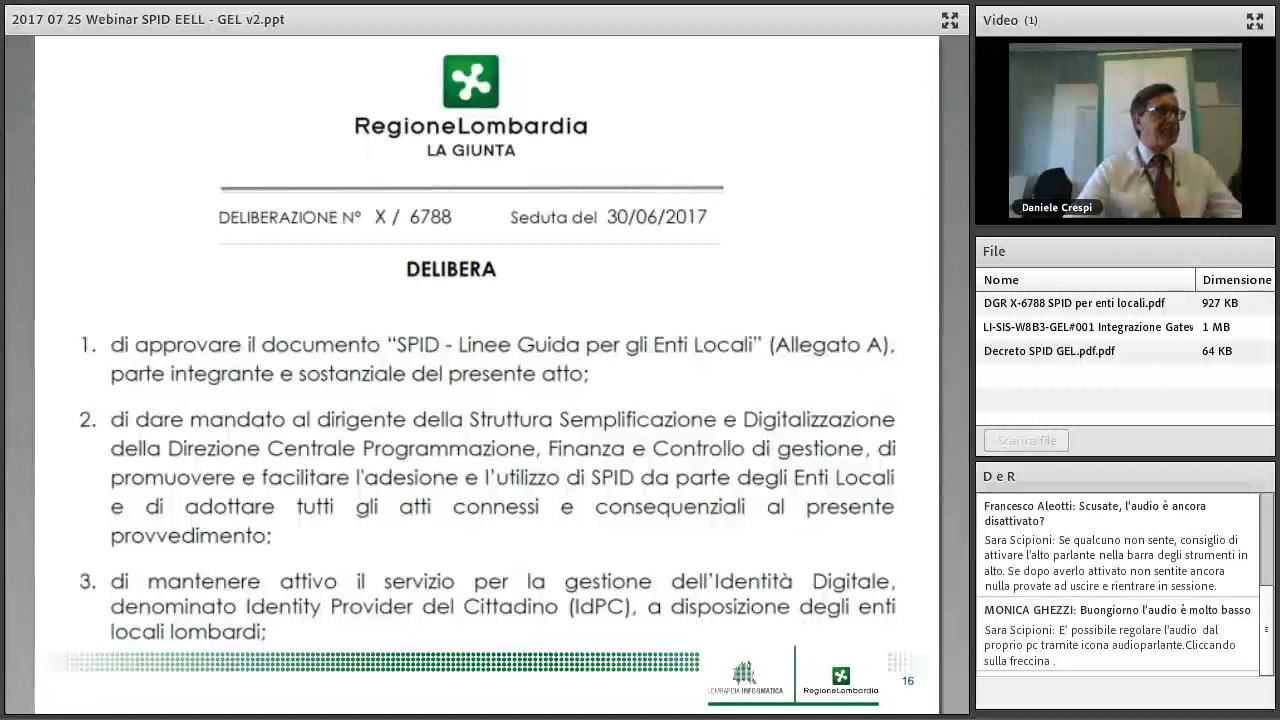 2017 07 25 Webinar SPID EELL - GEL v2.ppt
RegioneLombardia
LA GIUNTA
DELIBERAZIONE N° X / 6788 Seduta del 30/06/2017
DELIBERA
1. di approvare il documento “SPID - Linee Guida per gli Enti Locali” (Allegato A),
parte integrante e sostanziale del presente atto;
2. di dare mandato al dirigente della Struttura Semplificazione e Digitalizzazione
della Direzione Centrale Programmazione, Finanza e Controllo di gestione, di
promuovere e facilitare l'adesione e l’utilizzo di SPID da parte degli Enti Locali
e di adottare tutti gli atti connessi e consequenziali al presente
provvedimento;
3. di mantenere attivo il servizio per la gestione dell’Identità Digitale,
denominato Identity Provider del Cittadino (IdPC), a disposizione degli enti
locali lombardi;
LOMBARDIA INFORMATICA
RegioneLombardia
16
Video (1)
Daniele Crespi
File
Nome Dimensione
DGR X-6788 SPID per enti locali.pdf 927 KB
LI-SIS-W8B3-GEL#001 Integrazione Gatew 1 MB
Decreto SPID GEL.pdf.pdf 64 KB
Scarica file
D e R
Francesco Aleotti: Scusate, l'audio è ancora
disattivato?
Sara Scipioni: Se qualcuno non sente, consiglio di
attivare l'alto parlante nella barra degli strumenti in
alto. Se dopo averlo attivato non sentite ancora
nulla provate ad uscire e rientrare in sessione.
MONICA GHEZZI: Buongiorno l'audio è molto basso
Sara Scipioni: E' possibile regolare l'audio dal
proprio pc tramite icona audioparlante.Cliccando
sulla freccina .